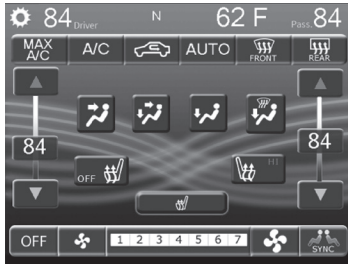 84 Driver N 62 F Pass. 84
MAX A/C A/C AUTO FRONT REAR
84 84
OFF HI
OFF 1 2 3 4 5 6 7 SYNC